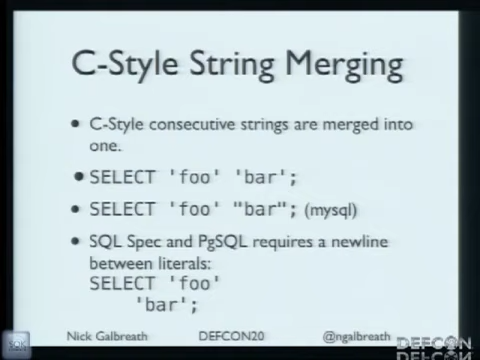 C-Style String Merging
• C-Style consecutive strings are merged into
one.
• SELECT 'foo' 'bar';
• SELECT 'foo' "bar"; (mysql)
• SQL Spec and PgSQL requires a newline
between literals:
SELECT 'foo'
'bar';
Nick Galbreath DEFCON20 @ngalbreath
DEFCON
DEFCON